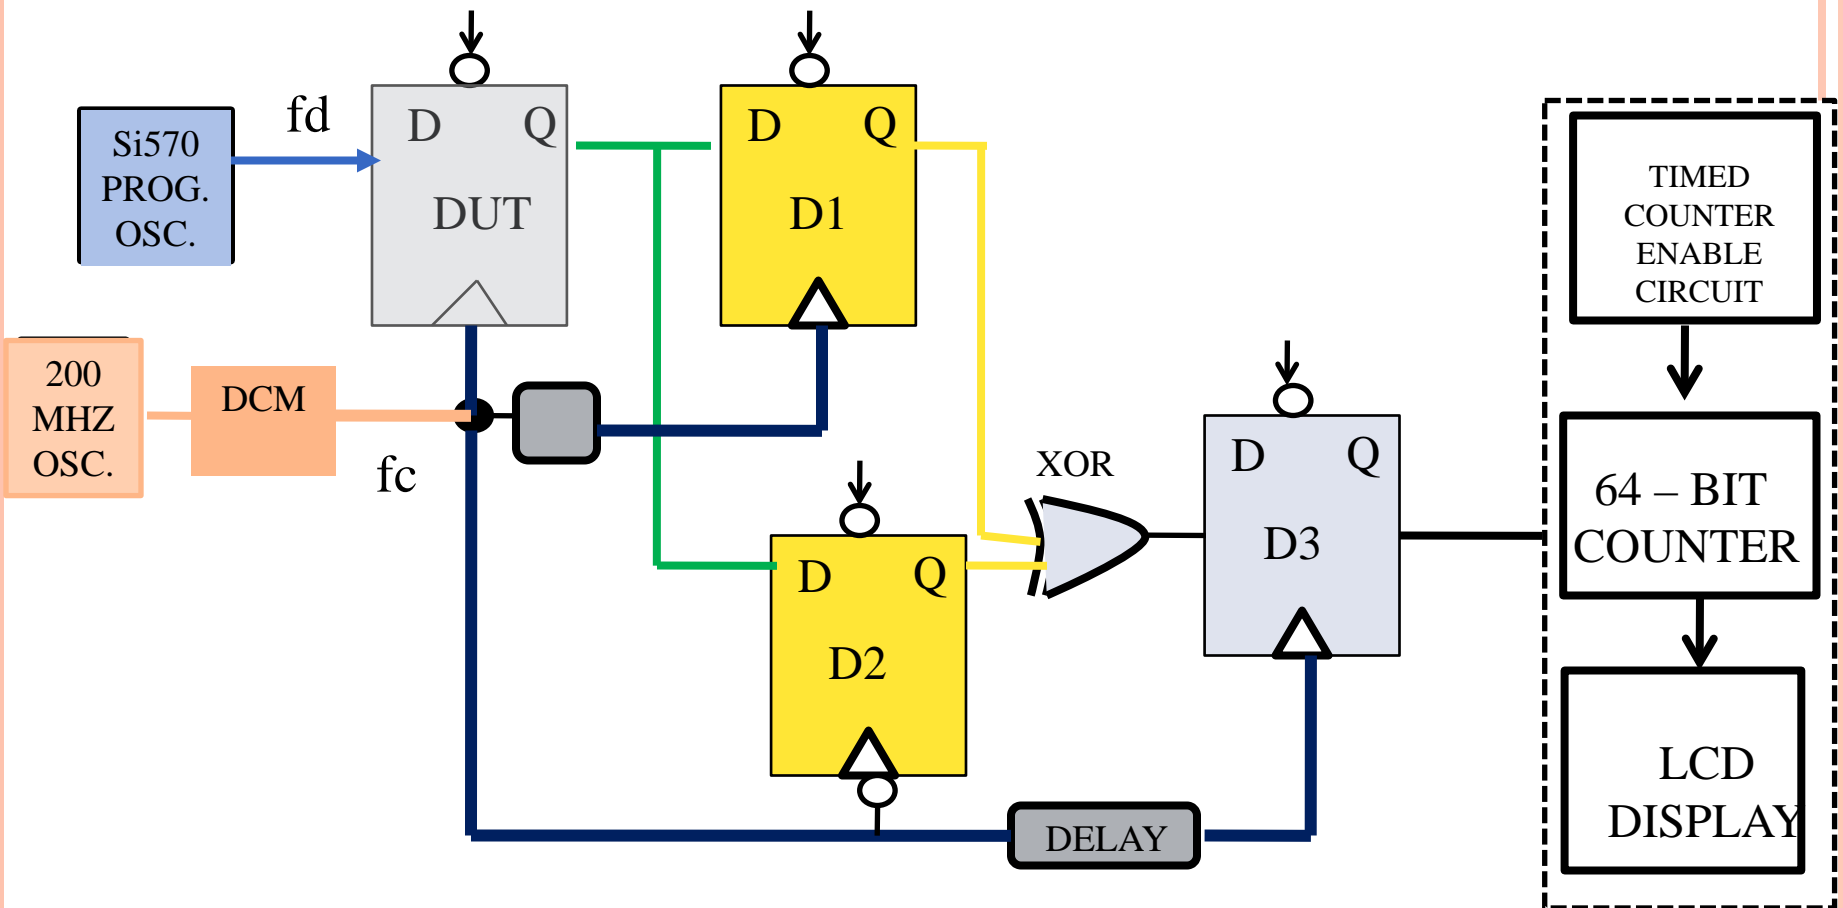 Si570
PROG.
OSC.
fd
D Q
DUT
D Q
D1
200
MHZ
OSC.
DCM
fc
D Q
D2
XOR
D Q
D3
DELAY
TIMED
COUNTER
ENABLE
CIRCUIT
64 – BIT
COUNTER
LCD
DISPLAY